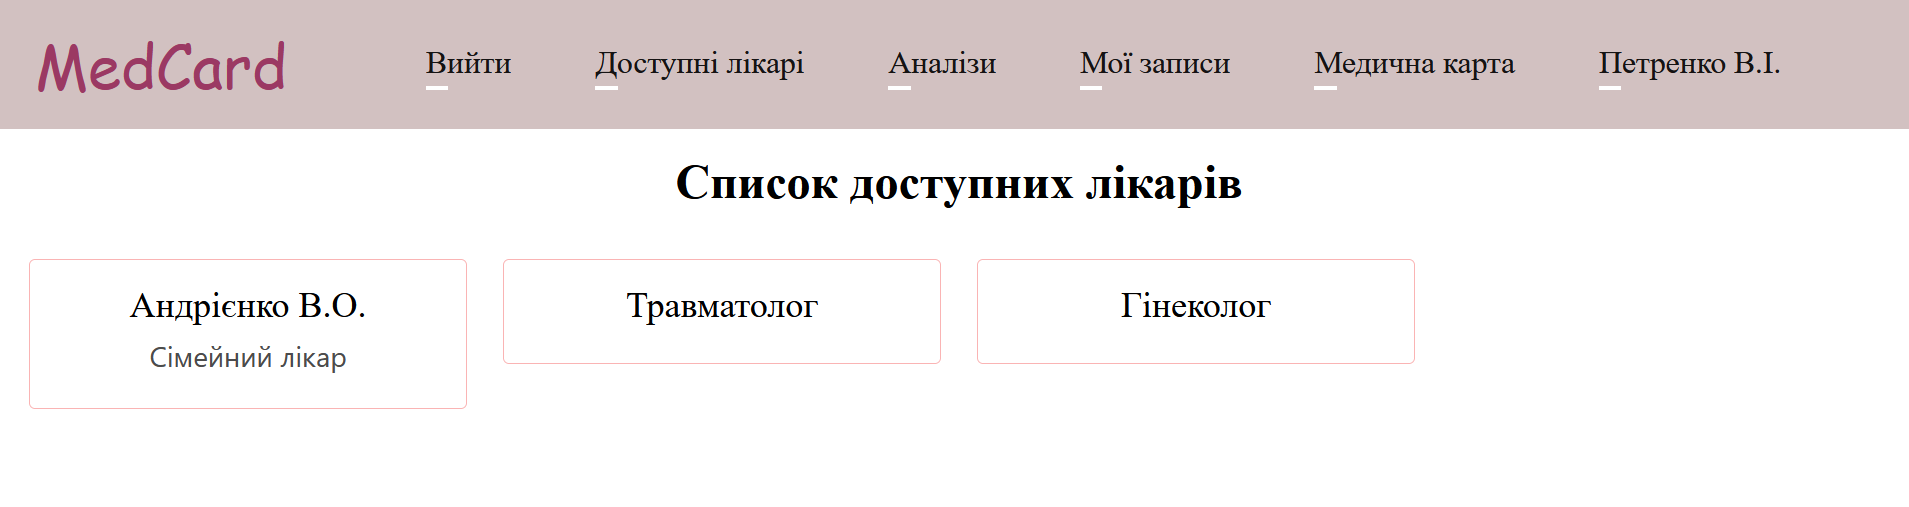 MedCard
Вийти
Доступні лікарі
Аналізи
Мої записи
Медична карта
Петренко В.І.
Список доступних лікарів
Андрієнко В.О.
Сімейний лікар
Травматолог
Гінеколог